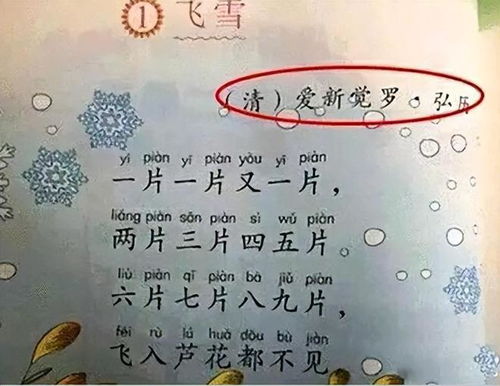 1 飞雪
（清）爱新觉罗·弘历
yì piàn yí piàn yòu yí piàn
一片一片又一片，
liǎng piàn sān piàn sì wǔ piàn
两片三片四五片。
liù piàn qī piàn bā jiǔ piàn
六片七片八九片，
fēi rù lú huā dōu bú jiàn
飞入芦花都不见